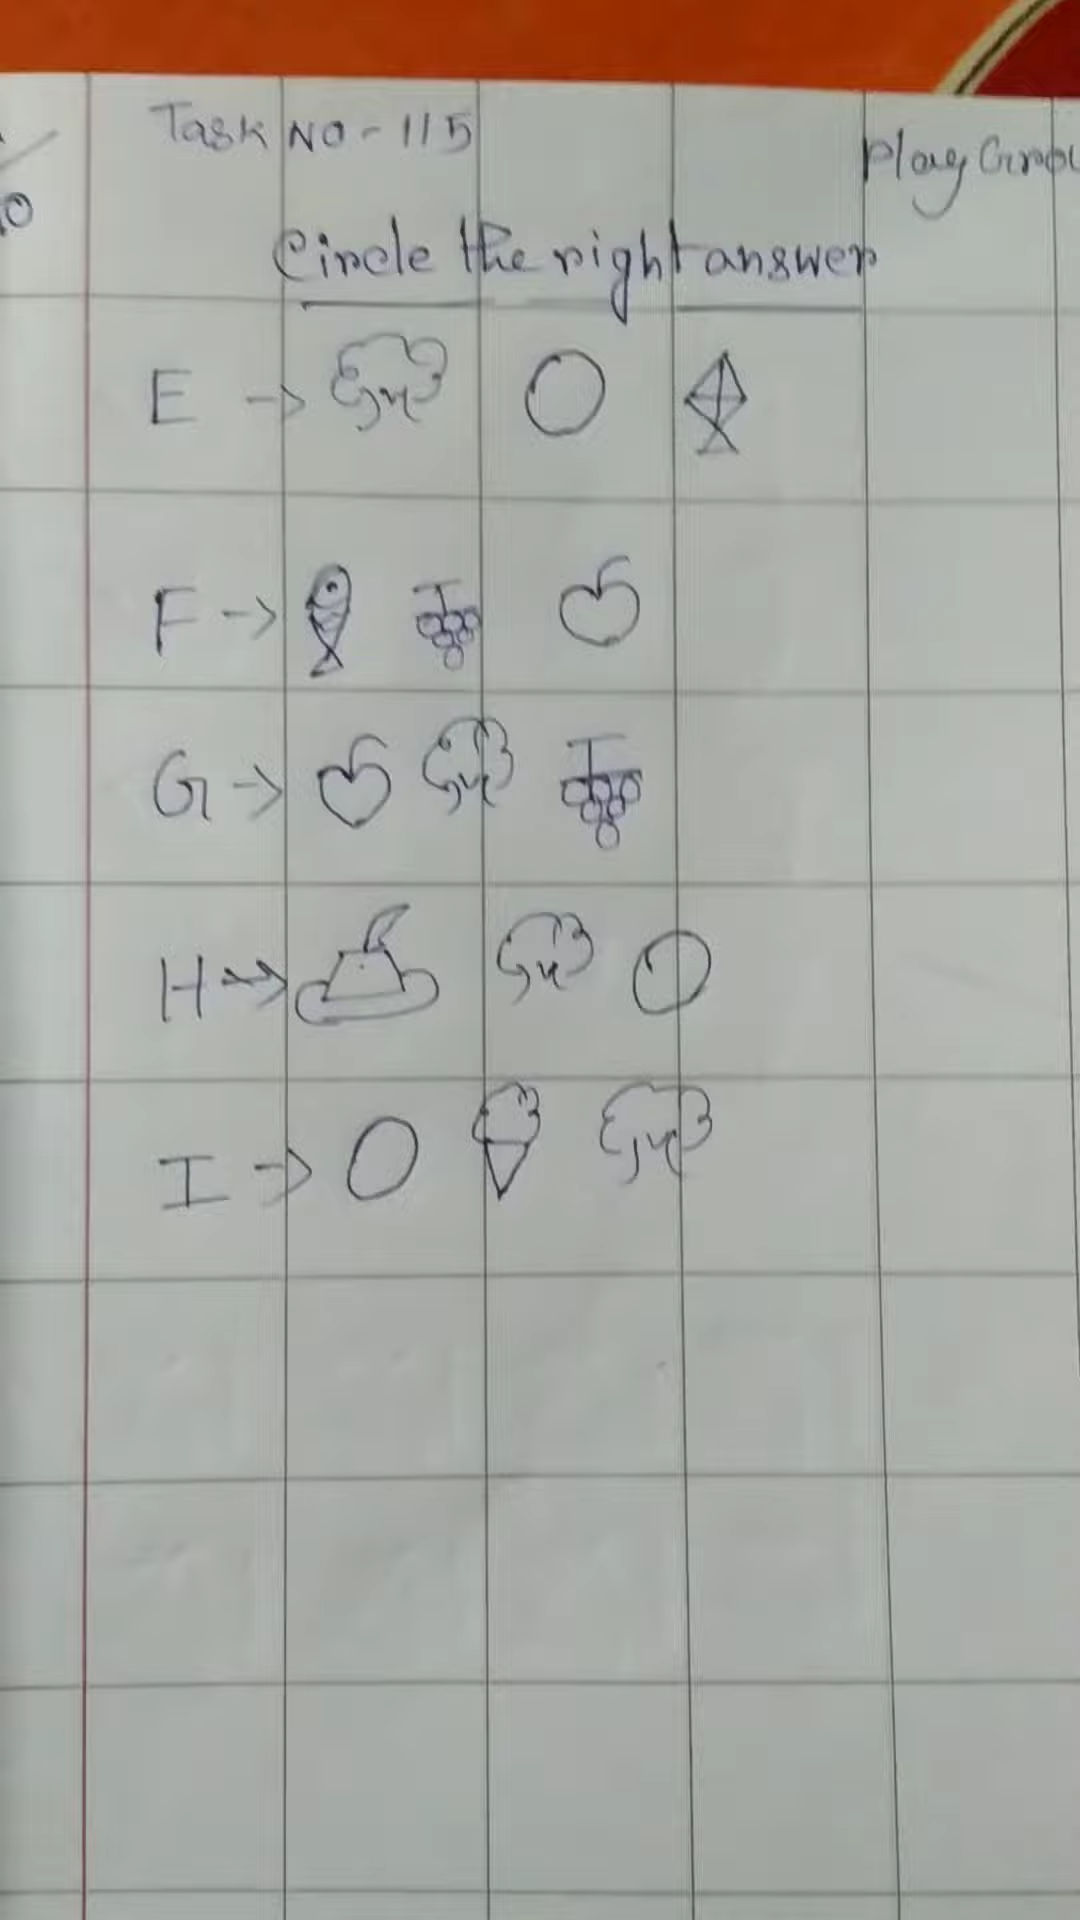 Task No - 115
Play Grou
Circle the right answer
E →
F →
G →
H →
I →